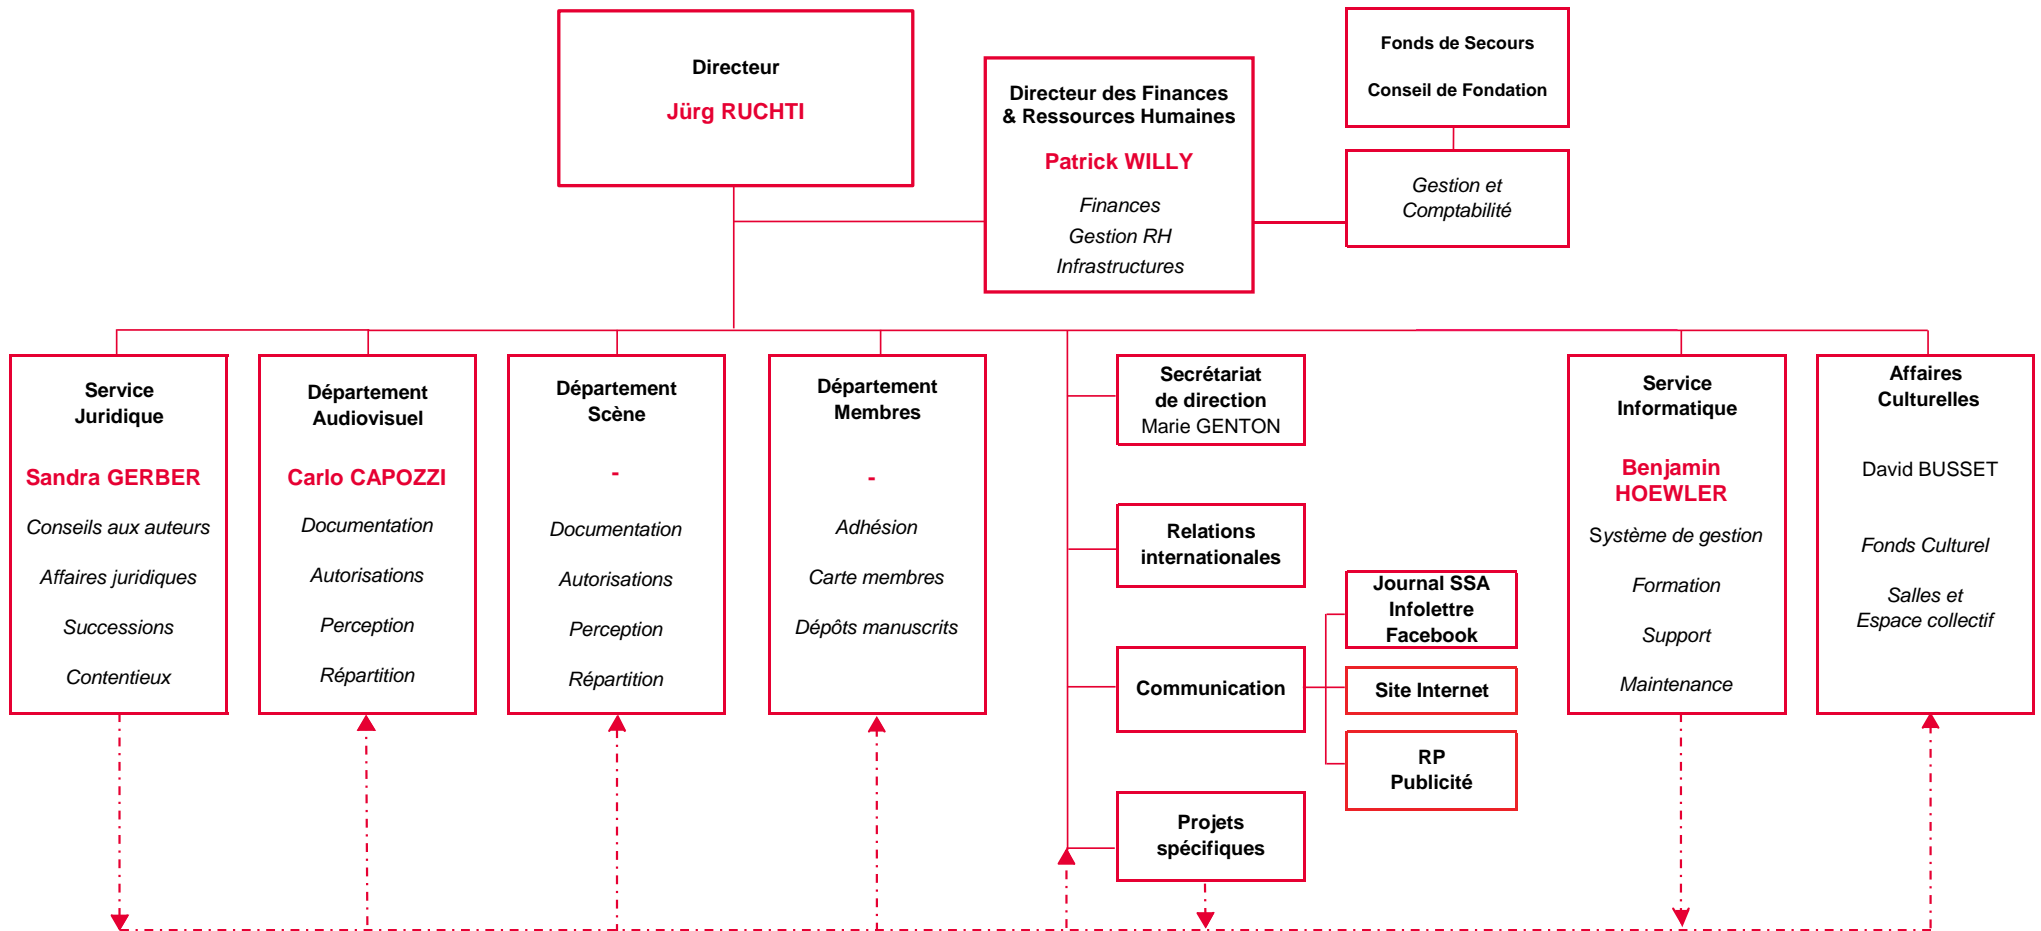 Directeur
Jürg RUCHTI
Directeur des Finances
& Ressources Humaines
Patrick WILLY
Finances
Gestion RH
Infrastructures
Fonds de Secours
Conseil de Fondation
Gestion et
Comptabilité
Service
Juridique
Sandra GERBER
Conseils aux auteurs
Affaires juridiques
Successions
Contentieux
Département
Audiovisuel
Carlo CAPOZZI
Documentation
Autorisations
Perception
Répartition
Département
Scène
-
Documentation
Autorisations
Perception
Répartition
Département
Membres
-
Adhésion
Carte membres
Dépôts manuscrits
Secrétariat
de direction
Marie GENTON
Relations
internationales
Communication
Journal SSA
Infolettre
Facebook
Site Internet
RP
Publicité
Projets
spécifiques
Service
Informatique
Benjamin
HOEWLER
Système de gestion
Formation
Support
Maintenance
Affaires
Culturelles
David BUSSET
Fonds Culturel
Salles et
Espace collectif